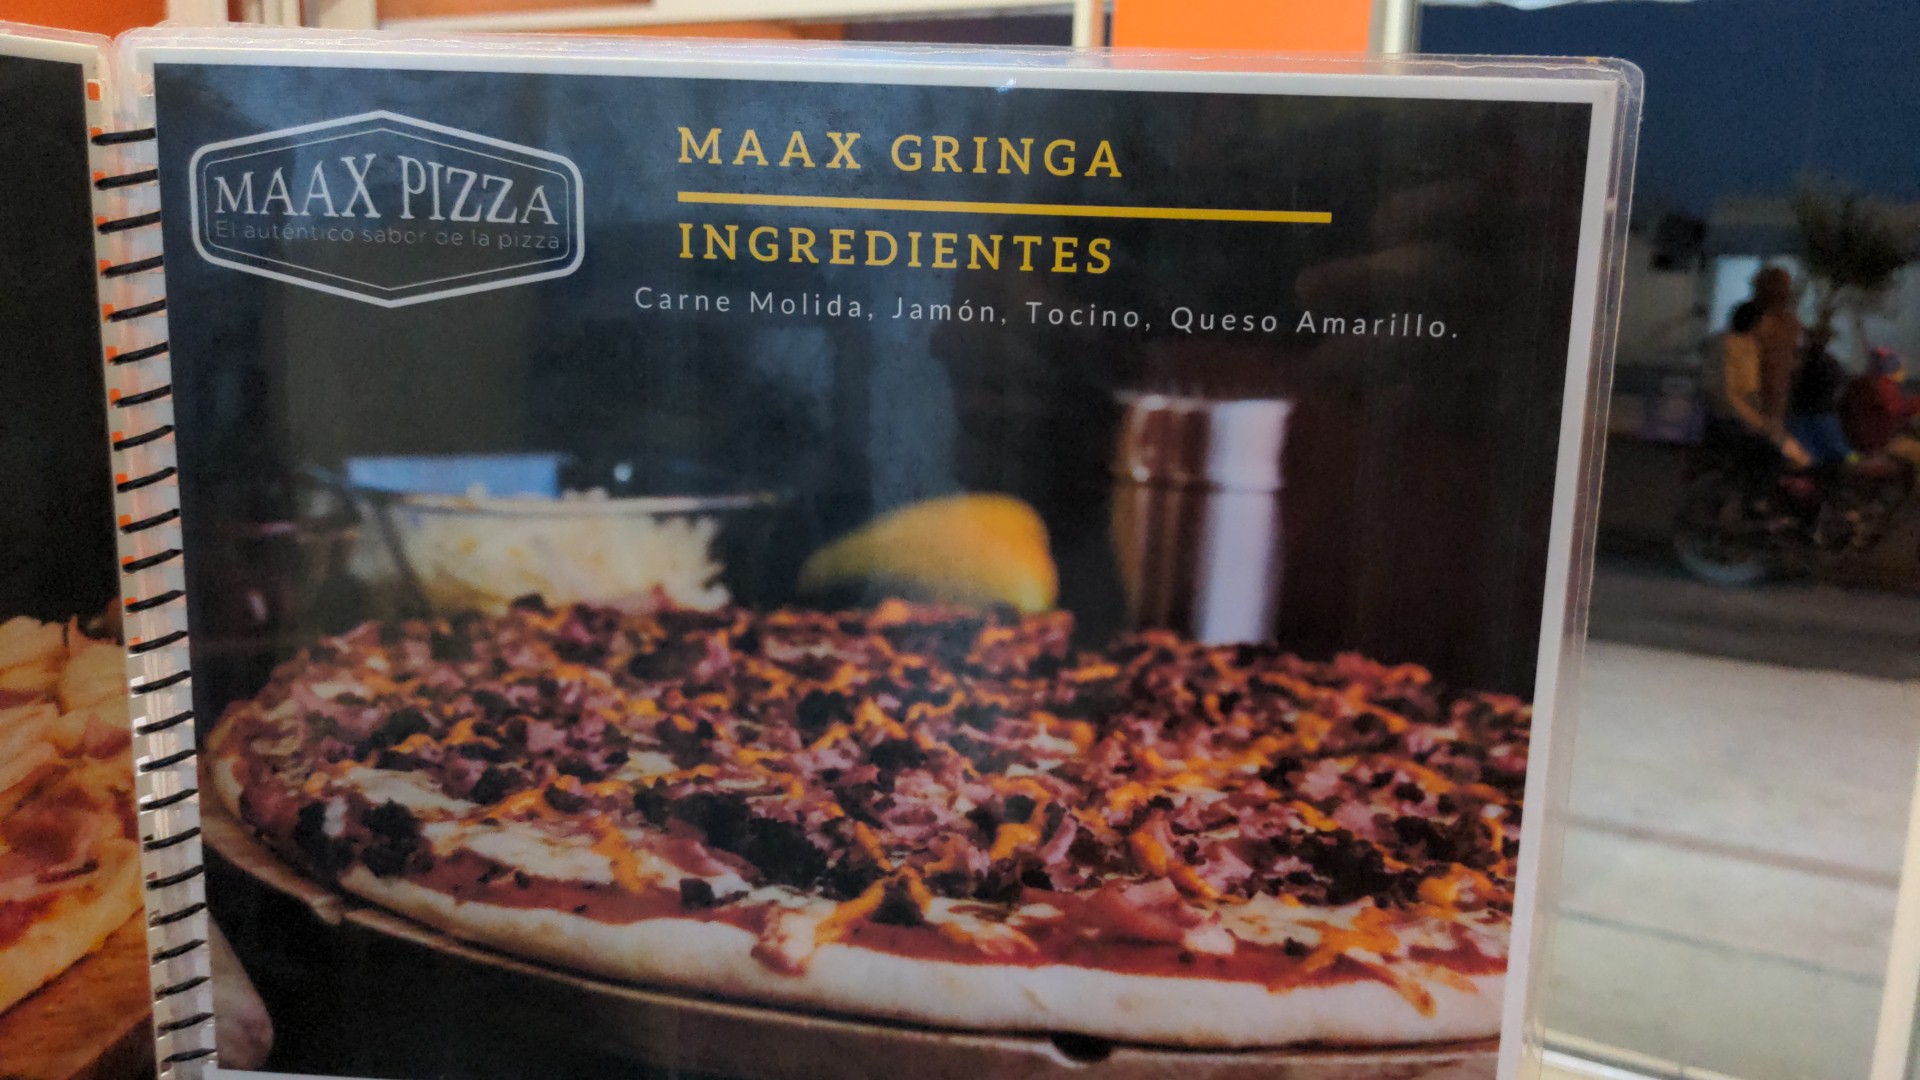 MAAX PIZZA
El auténtico sabor de la pizza
MAAX GRINGA
INGREDIENTES
Carne Molida, Jamón, Tocino, Queso Amarillo.